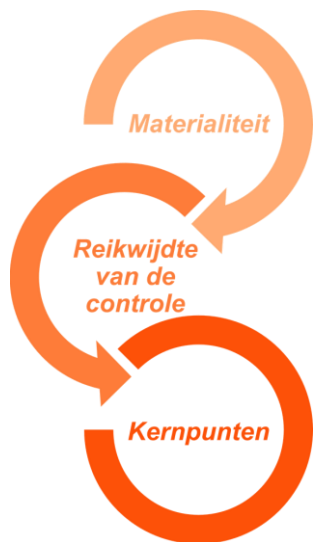 Materialiteit
Reikwijdte
van de
controle
Kernpunten